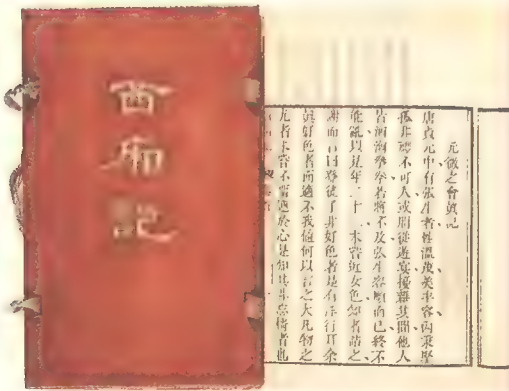 西廂記
元微之會真記
唐貞元中有張生者性溫茂美丰容內秉堅
孤非禮不可入或朋從遊宴擾雜其間他人
皆洶洶拳拳若將不及張生容順而已終不
能亂以是年二十未嘗近女色知者詰之
謝而言曰登徒子非好色者是有行耳余
真好色者而適不我值何以言之大凡物之
尤者未嘗不留連於心是知其非忘情者也